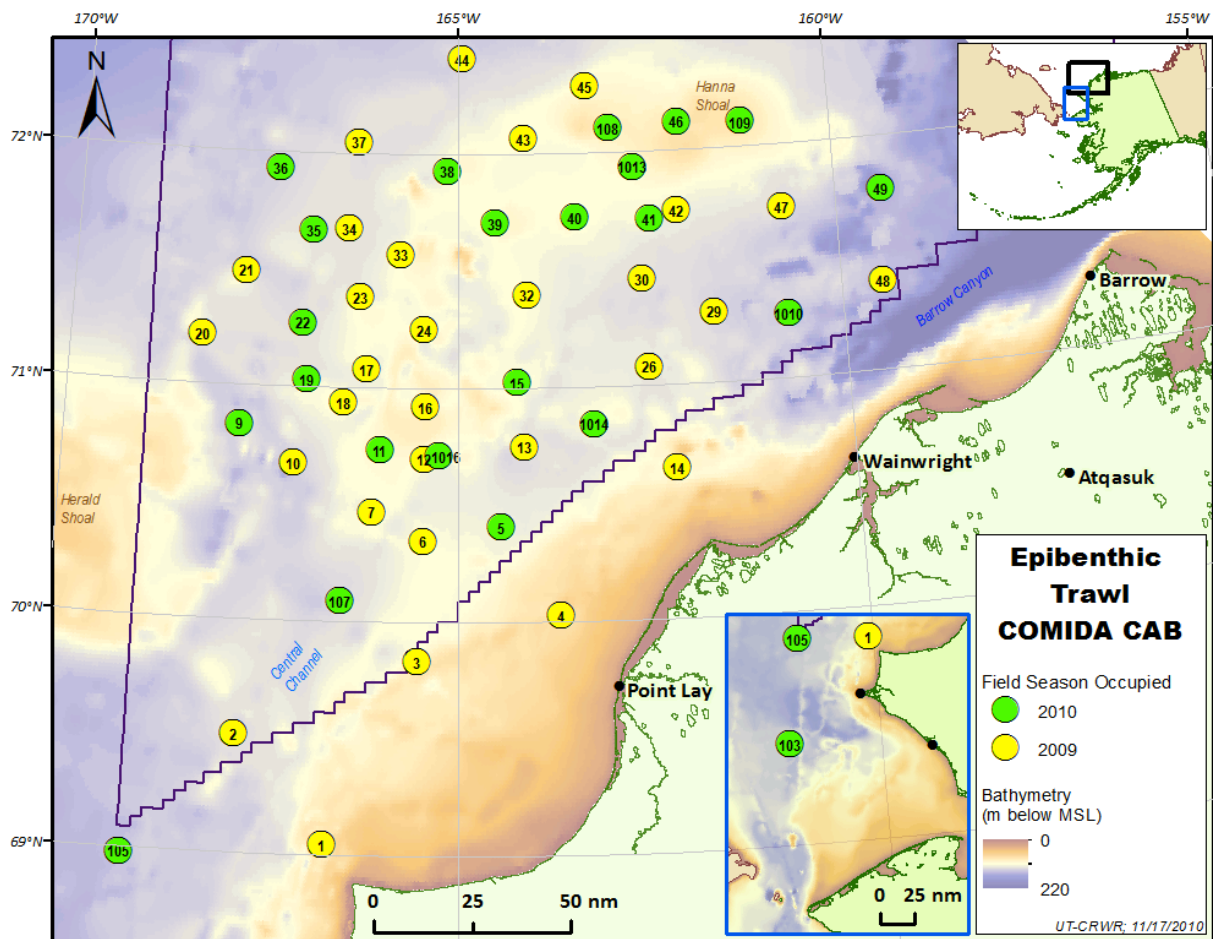 170°W
165°W
160°W
155°W
N
44
45
Hanna
Shoal
72°N
37
43
108
46
109
36
38
1013
49
35
34
39
40
41
42
47
33
21
30
48
Barrow Canyon
Barrow
23
32
22
20
24
29
1010
71°N
17
26
19
15
18
16
9
1014
11
12
1016
13
10
14
Wainwright
Atqasuk
Herald
Shoal
7
5
6
70°N
107
4
Central
Channel
3
Point Lay
2
69°N
105
1
0
25
50 nm
105
1
103
0
25 nm
Epibenthic
Trawl
COMIDA CAB
Field Season Occupied
2010
2009
Bathymetry
(m below MSL)
0
220
UT-CRWR; 11/17/2010